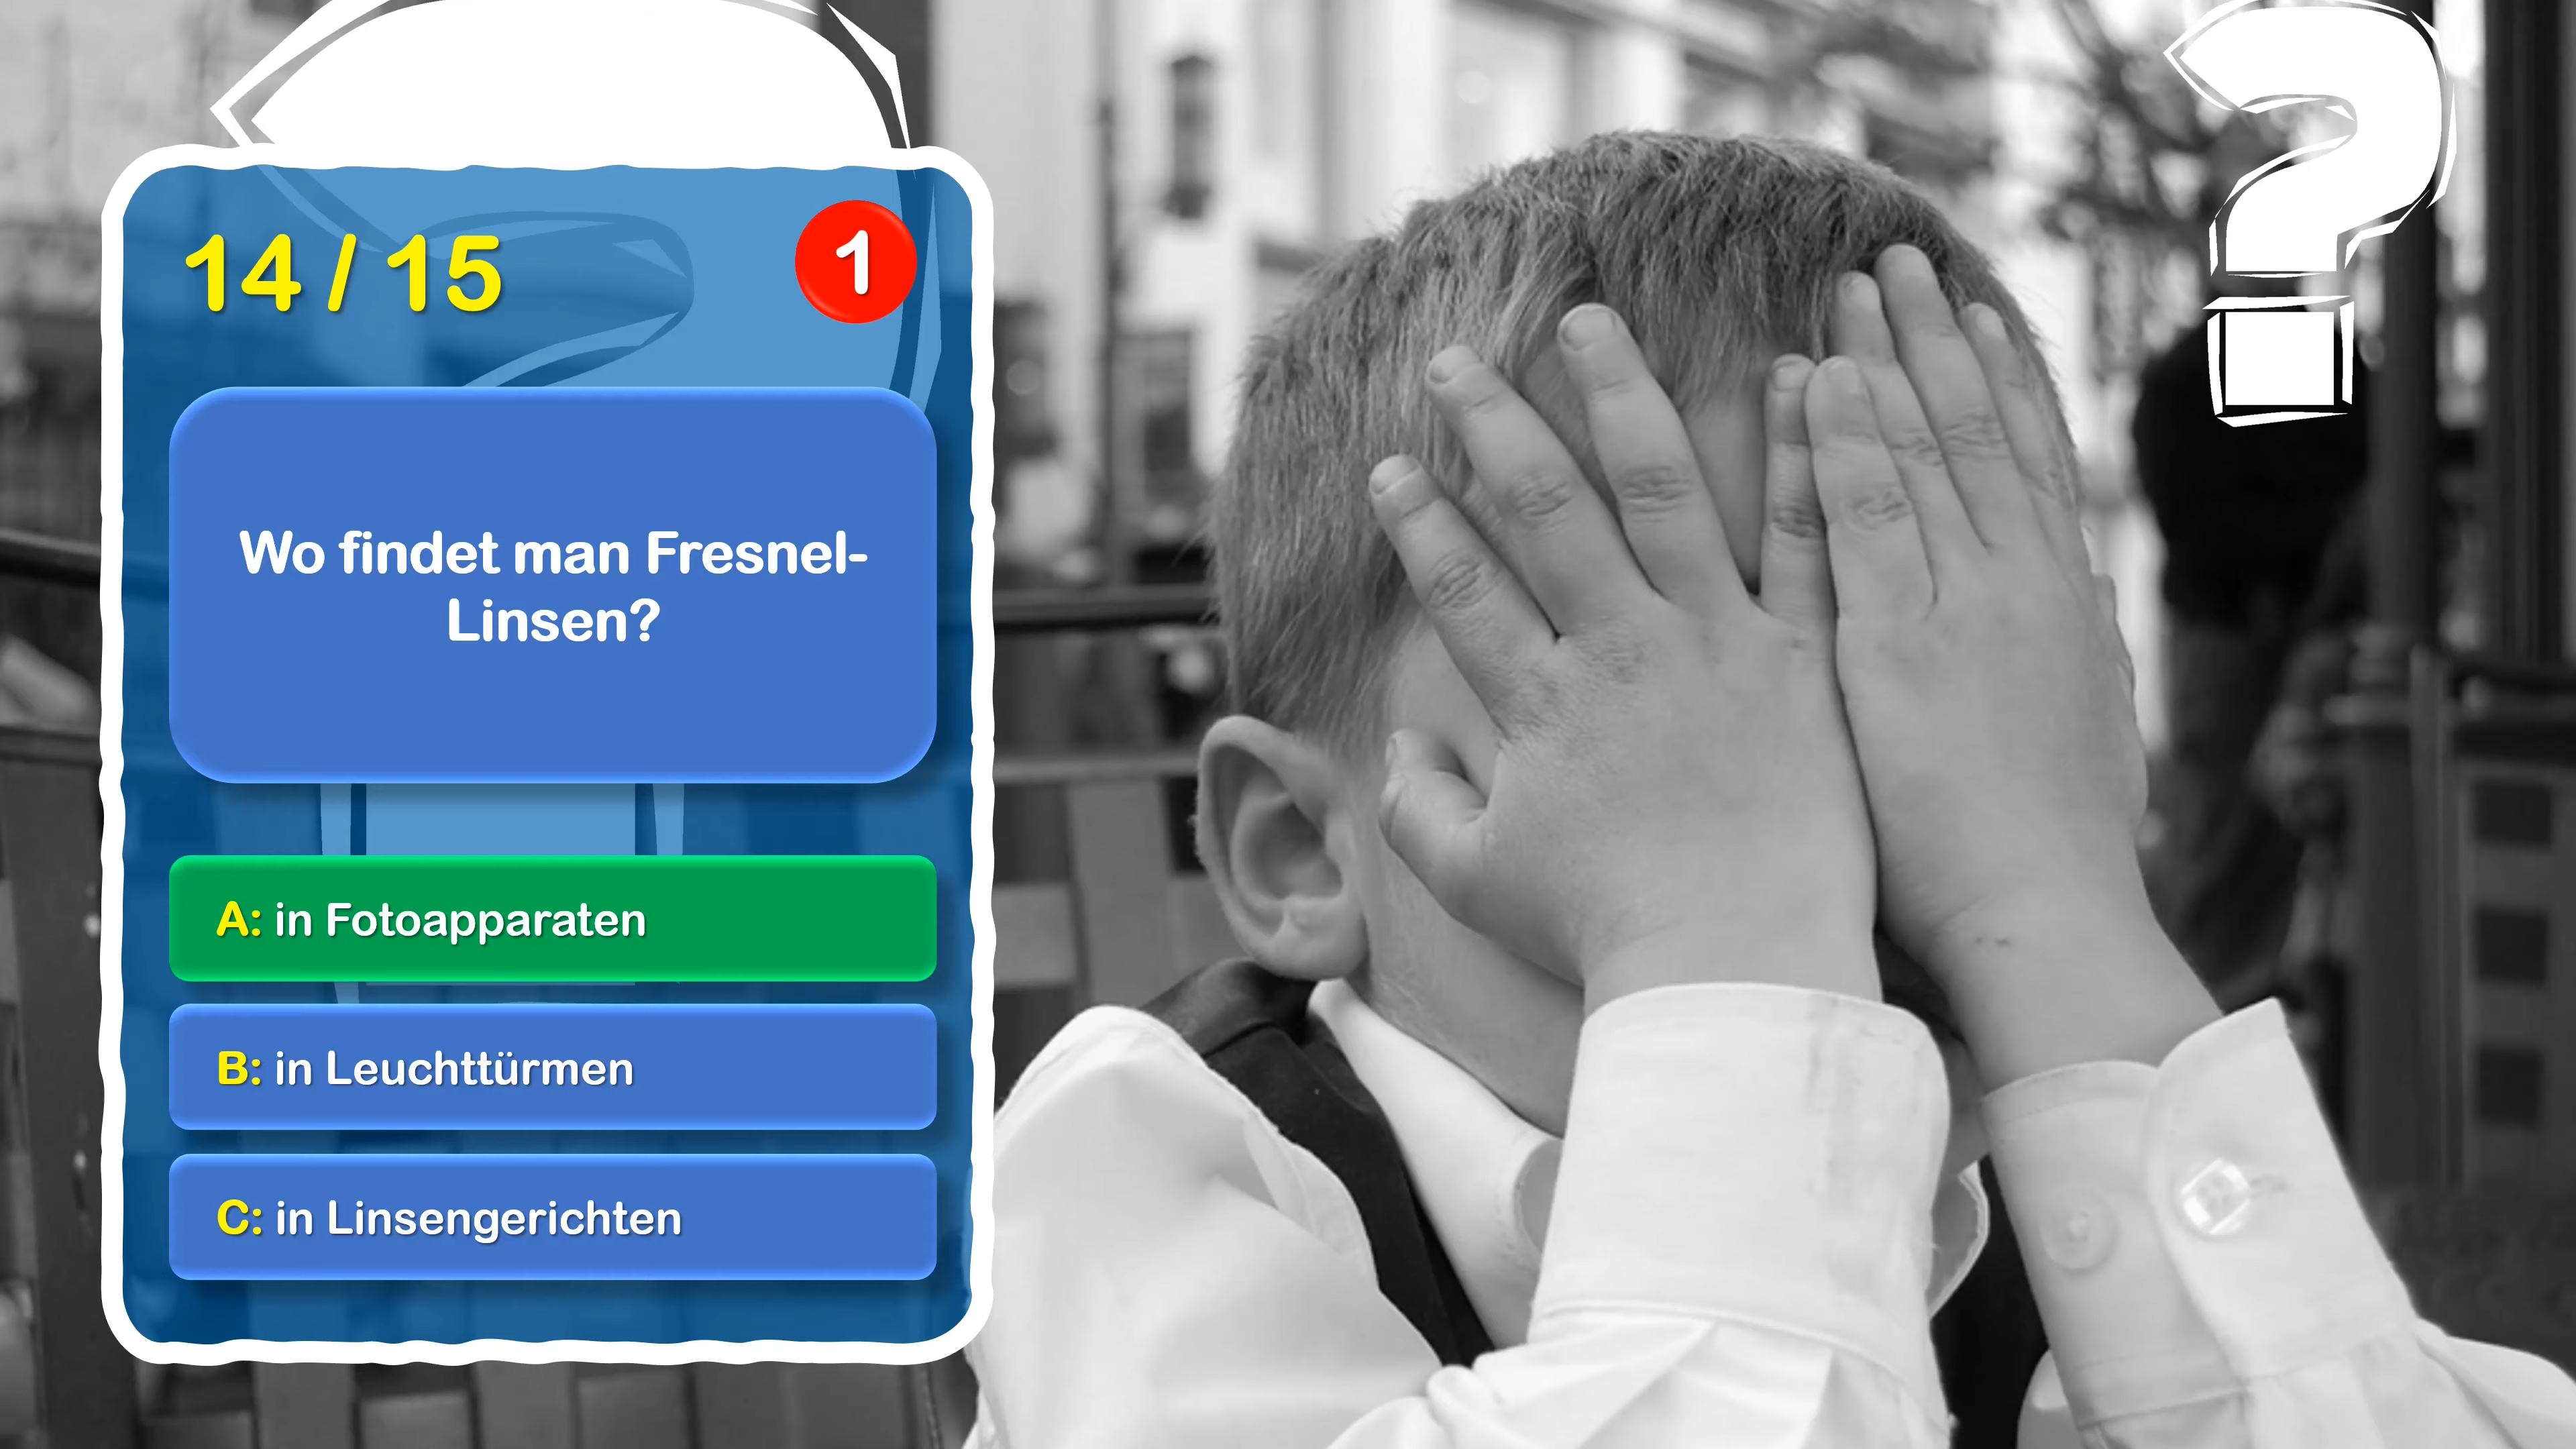 14 / 15
1
Wo findet man Fresnel-
Linsen?
A: in Fotoapparaten
B: in Leuchttürmen
C: in Linsengerichten
?